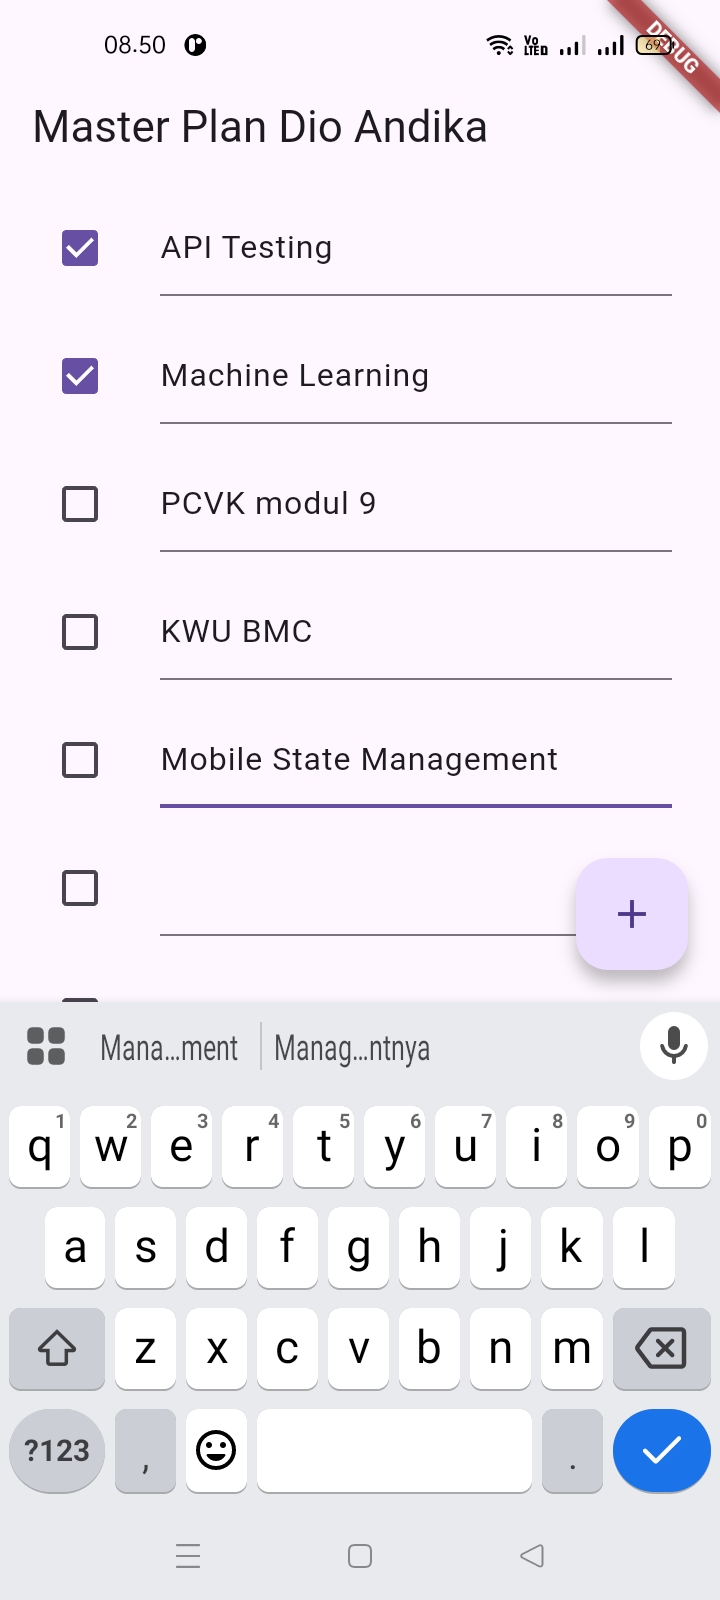 08.50
Vo
LTED
69
DEBUG
Master Plan Dio Andika
API Testing
Machine Learning
PCVK modul 9
KWU BMC
Mobile State Management
+
Mana...ment Manag...ntnya
1 2 3 4 5 6 7 8 9 0
q w e r t y u i o p
a s d f g h j k l
z x c v b n m
?123 , .